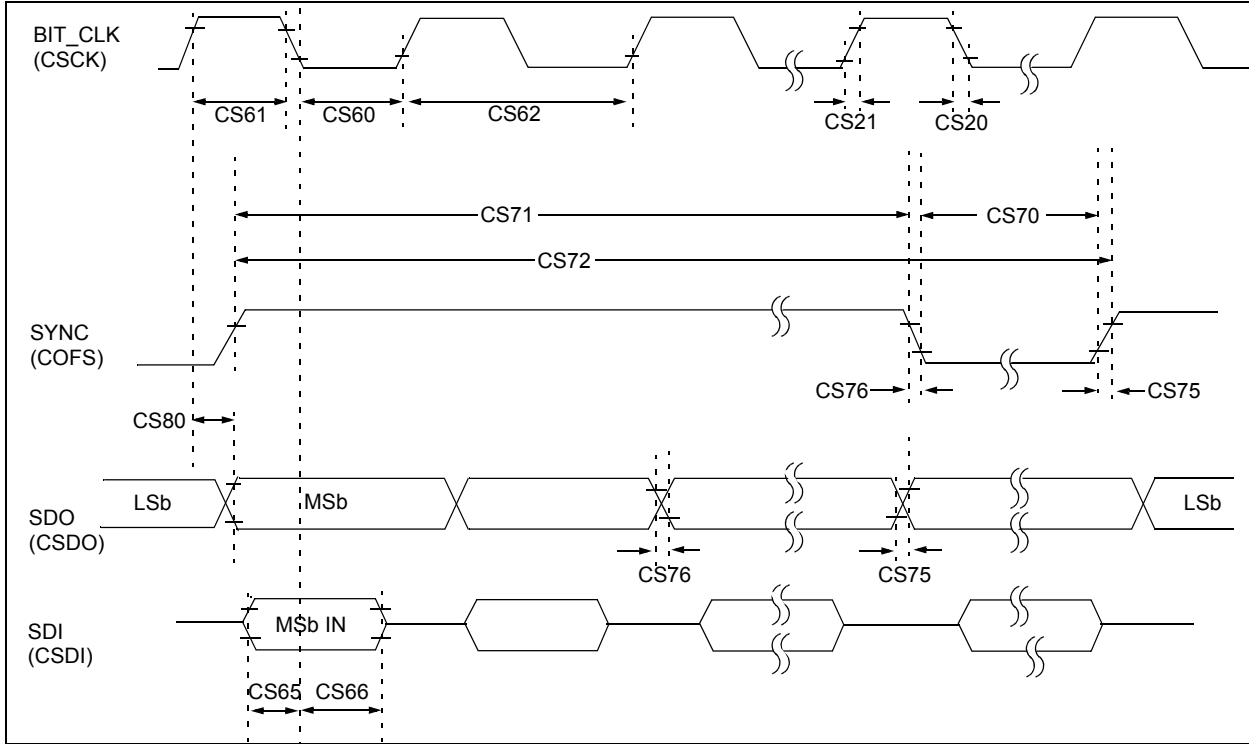 BIT_CLK
(CSCK)
CS61
CS60
CS62
CS21
CS20
CS71
CS70
CS72
SYNC
(COFS)
CS76
CS75
CS80
LSb
MSb
LSb
SDO
(CSDO)
CS76
CS75
MSb IN
SDI
(CSDI)
CS65
CS66